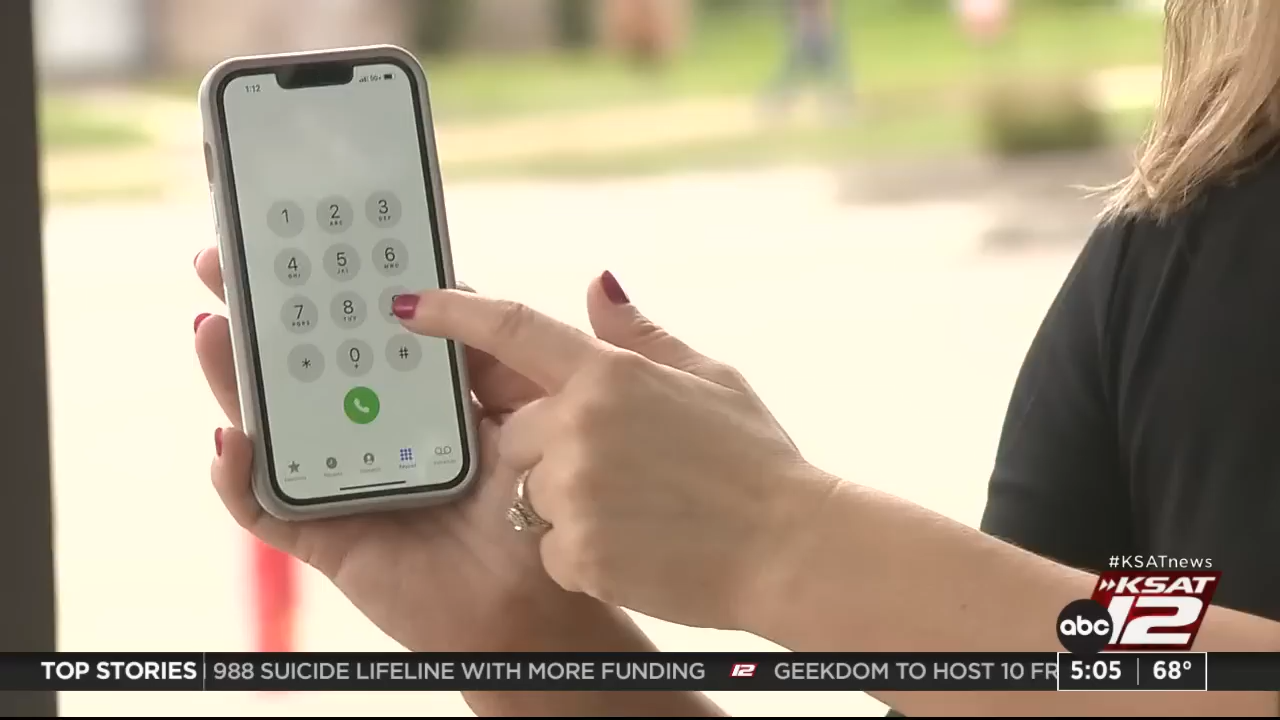 1:12
1
2 ABC
3 DEF
4 GHI
5 JKL
6 MNO
7 PQRS
8 TUV
*
0
#
#KSATnews
KSAT
12
abc
TOP STORIES 988 SUICIDE LIFELINE WITH MORE FUNDING 12 GEEKDOM TO HOST 10 FR 5:05 68°